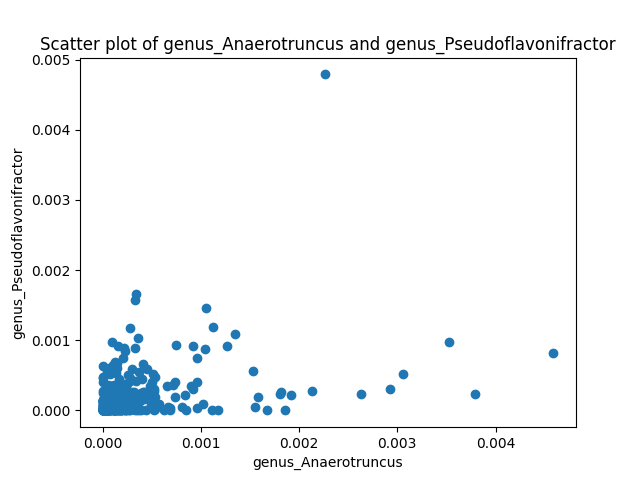 Scatter plot of genus_Anaerotruncus and genus_Pseudoflavonifractor
0.005
0.004
0.003
0.002
0.001
0.000
genus_Pseudoflavonifractor
0.000 0.001 0.002 0.003 0.004
genus_Anaerotruncus